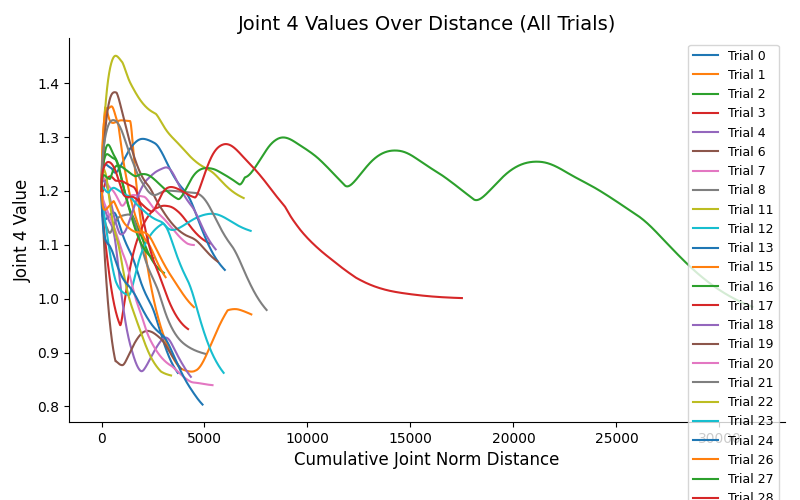 Joint 4 Values Over Distance (All Trials)
Joint 4 Value
1.4
1.3
1.2
1.1
1.0
0.9
0.8
0
5000
10000
15000
20000
25000
30000
Cumulative Joint Norm Distance
Trial 0
Trial 1
Trial 2
Trial 3
Trial 4
Trial 6
Trial 7
Trial 8
Trial 11
Trial 12
Trial 13
Trial 15
Trial 16
Trial 17
Trial 18
Trial 19
Trial 20
Trial 21
Trial 22
Trial 23
Trial 24
Trial 26
Trial 27
Trial 28